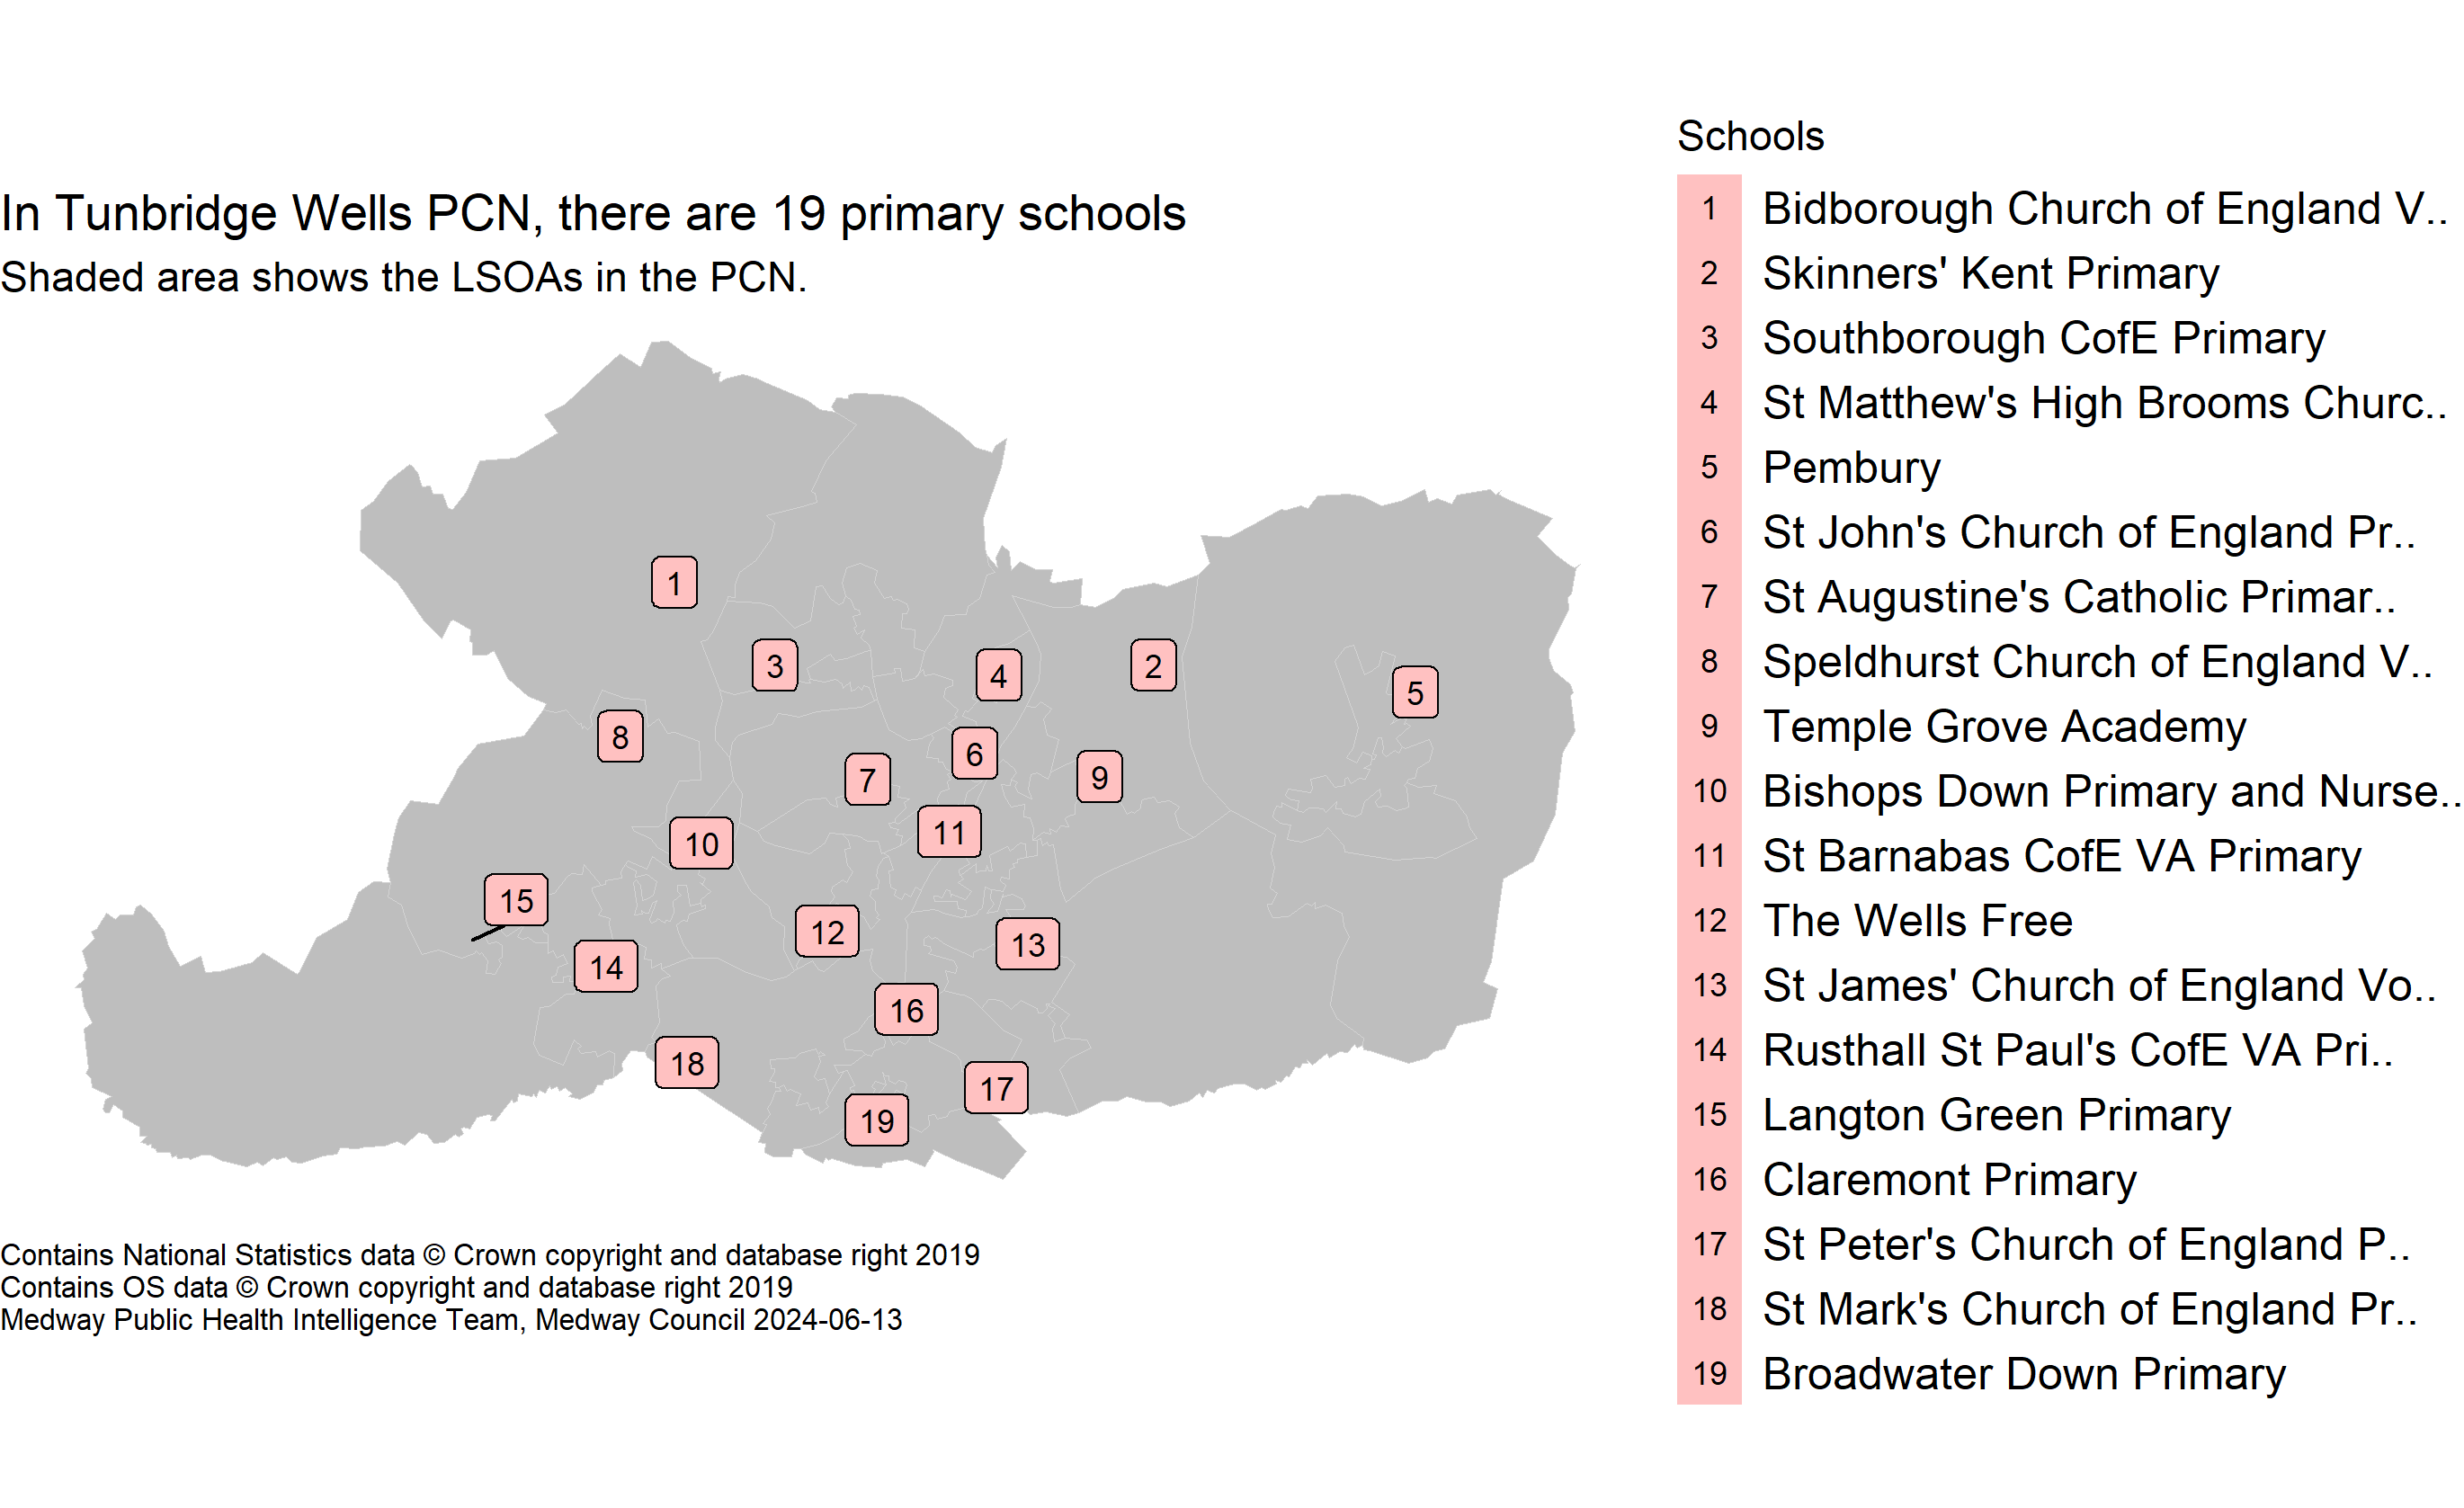 In Tunbridge Wells PCN, there are 19 primary schools
Shaded area shows the LSOAs in the PCN.
1
3
4
2
5
8
6
7
9
11
10
15
12
13
14
16
18
17
19
Contains National Statistics data © Crown copyright and database right 2019
Contains OS data © Crown copyright and database right 2019
Medway Public Health Intelligence Team, Medway Council 2024-06-13
Schools
1 Bidborough Church of England V..
2 Skinners' Kent Primary
3 Southborough CofE Primary
4 St Matthew's High Brooms Churc..
5 Pembury
6 St John's Church of England Pr..
7 St Augustine's Catholic Primar..
8 Speldhurst Church of England V..
9 Temple Grove Academy
10 Bishops Down Primary and Nurse..
11 St Barnabas CofE VA Primary
12 The Wells Free
13 St James' Church of England Vo..
14 Rusthall St Paul's CofE VA Pri..
15 Langton Green Primary
16 Claremont Primary
17 St Peter's Church of England P..
18 St Mark's Church of England Pr..
19 Broadwater Down Primary